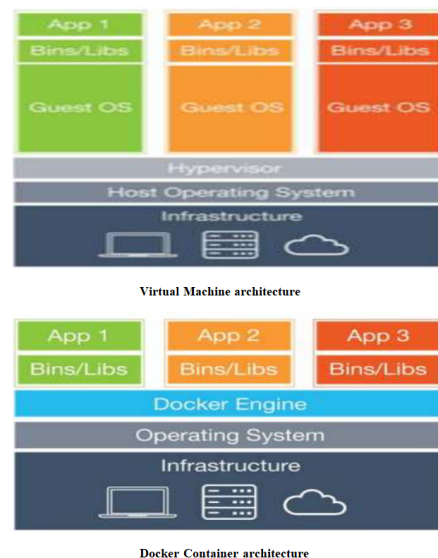 App 1 App 2 App 3
Bins/Libs Bins/Libs Bins/Libs
Guest OS Guest OS Guest OS
Hypervisor
Host Operating System
Infrastructure
Virtual Machine architecture
App 1 App 2 App 3
Bins/Libs Bins/Libs Bins/Libs
Docker Engine
Operating System
Infrastructure
Docker Container architecture